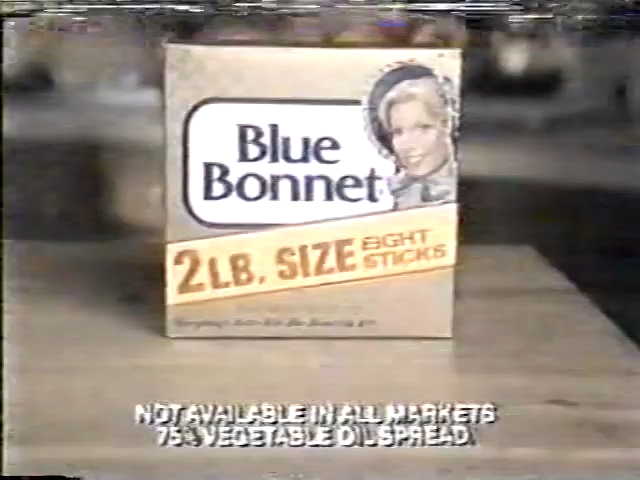 Blue
Bonnet
2 LB. SIZE EIGHT
STICKS
NOT AVAILABLE IN ALL MARKETS
75% VEGETABLE OIL SPREAD.